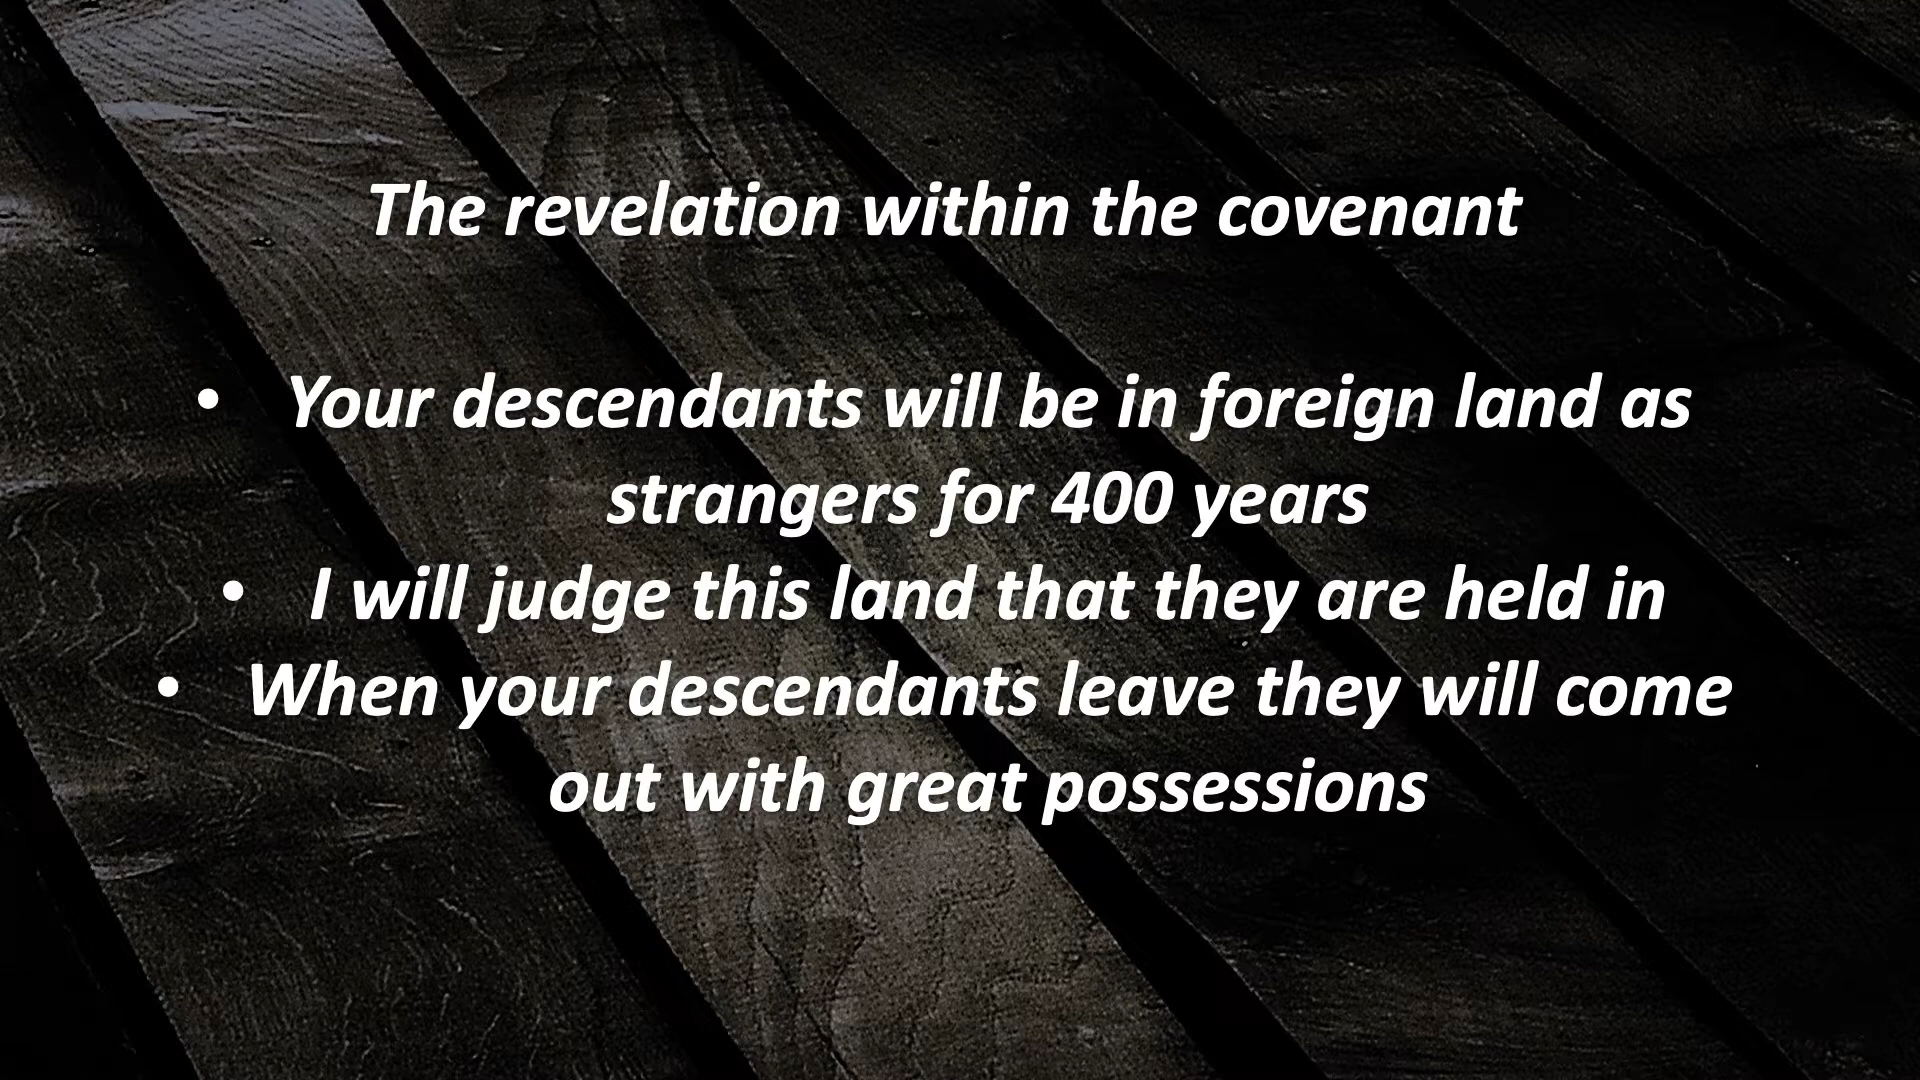 The revelation within the covenant
• Your descendants will be in foreign land as
strangers for 400 years
• I will judge this land that they are held in
• When your descendants leave they will come
out with great possessions